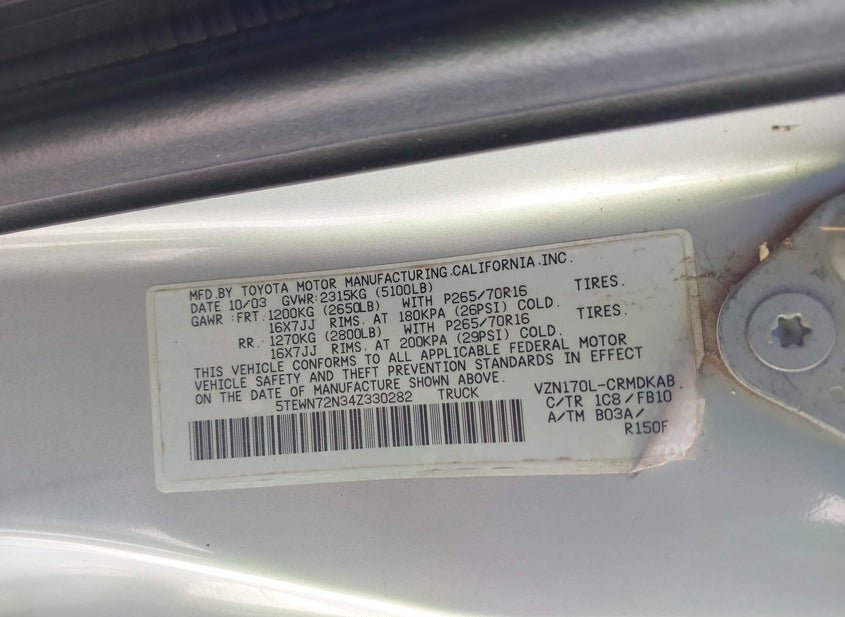 MFD.BY TOYOTA MOTOR MANUFACTURING.CALIFORNIA.INC.
DATE 10/03 GVWR:2315KG (5100LB)
GAWR :FRT:1200KG (2650LB) WITH P265/70R16 TIRES.
16X7JJ RIMS. AT 180KPA (26PSI) COLD.
RR: 1270KG (2800LB) WITH P265/70R16 TIRES.
16X7JJ RIMS. AT 200KPA (29PSI) COLD.
THIS VEHICLE CONFORMS TO ALL APPLICABLE FEDERAL MOTOR
VEHICLE SAFETY AND THEFT PREVENTION STANDARDS IN EFFECT
ON THE DATE OF MANUFACTURE SHOWN ABOVE.
5TEWN72N34Z330282 TRUCK
VZN170L-CRMDKAB
C/TR 1C8 /FB10
A/TM B03A/
R150F